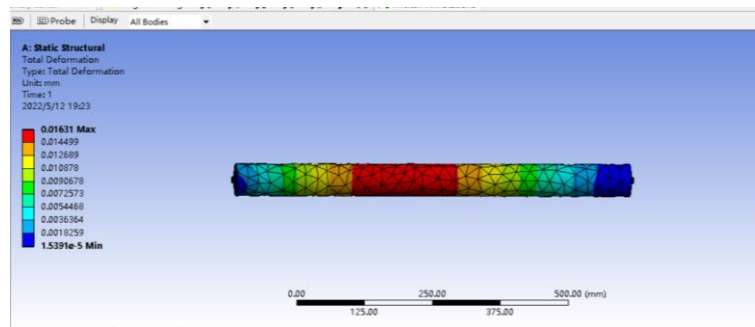 Probe Display All Bodies
A: Static Structural
Total Deformation
Type: Total Deformation
Unit: mm
Time: 1
2022/5/12 19:23
0.01631 Max
0.014499
0.012689
0.010878
0.0090678
0.0072573
0.0054468
0.0036364
0.0018259
1.5391e-5 Min
0.00 250.00 500.00 (mm)
125.00 375.00